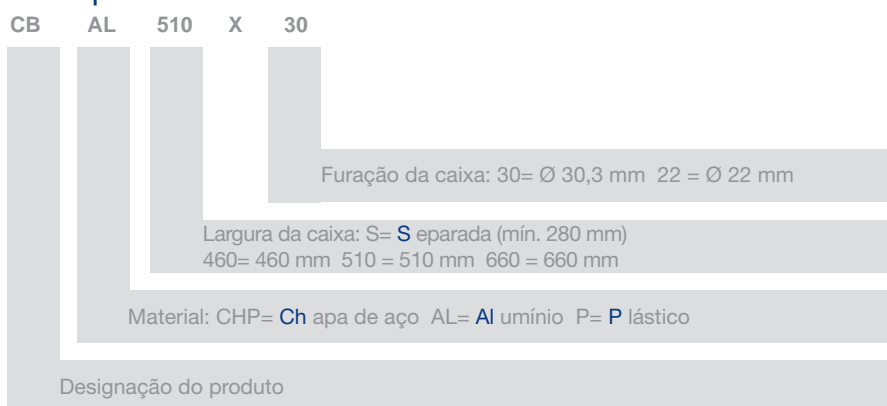 CB AL 510 X 30
Furação da caixa: 30= Ø 30,3 mm 22 = Ø 22 mm
Largura da caixa: S= S eparada (mín. 280 mm)
460= 460 mm 510 = 510 mm 660 = 660 mm
Material: CHP= Ch apa de aço AL= Al umínio P= P lástico
Designação do produto